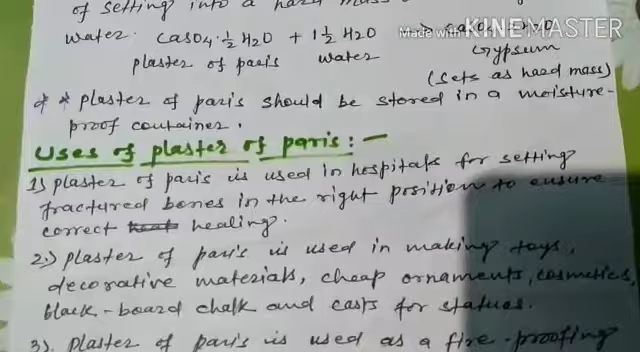 of setting into a hard mass
water. CaSO4.½H2O + 1½H2O → CaSO4.2H2O
Made with KINEMASTER
plaster of paris water Gypsum
(Sets as hard mass)
* * plaster of paris should be stored in a moisture-
proof container.
Uses of plaster of paris:-
1) plaster of paris is used in hospitals for setting
fractured bones in the right position to ensure
correct healing.
2) plaster of paris is used in making toys,
decorative materials, cheap ornaments, cosmetics,
black-board chalk and casts for statues.
3). plaster of paris is used as a fire-proofing